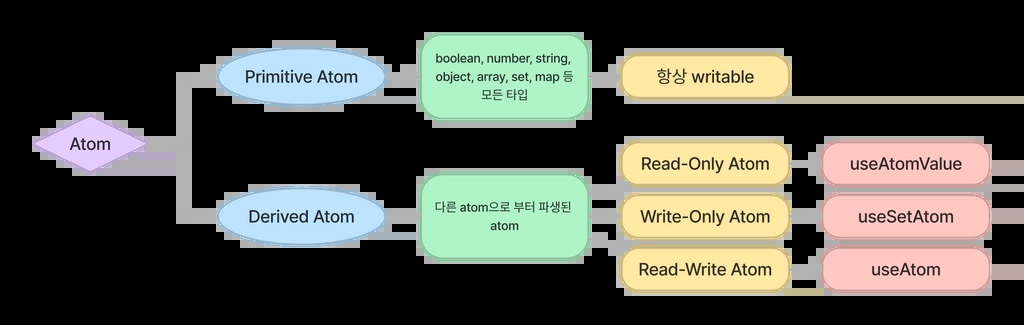 Atom
Primitive Atom
boolean, number, string,
object, array, set, map 등
모든 타입
항상 writable
Derived Atom
다른 atom으로 부터 파생된
atom
Read-Only Atom
useAtomValue
Write-Only Atom
useSetAtom
Read-Write Atom
useAtom